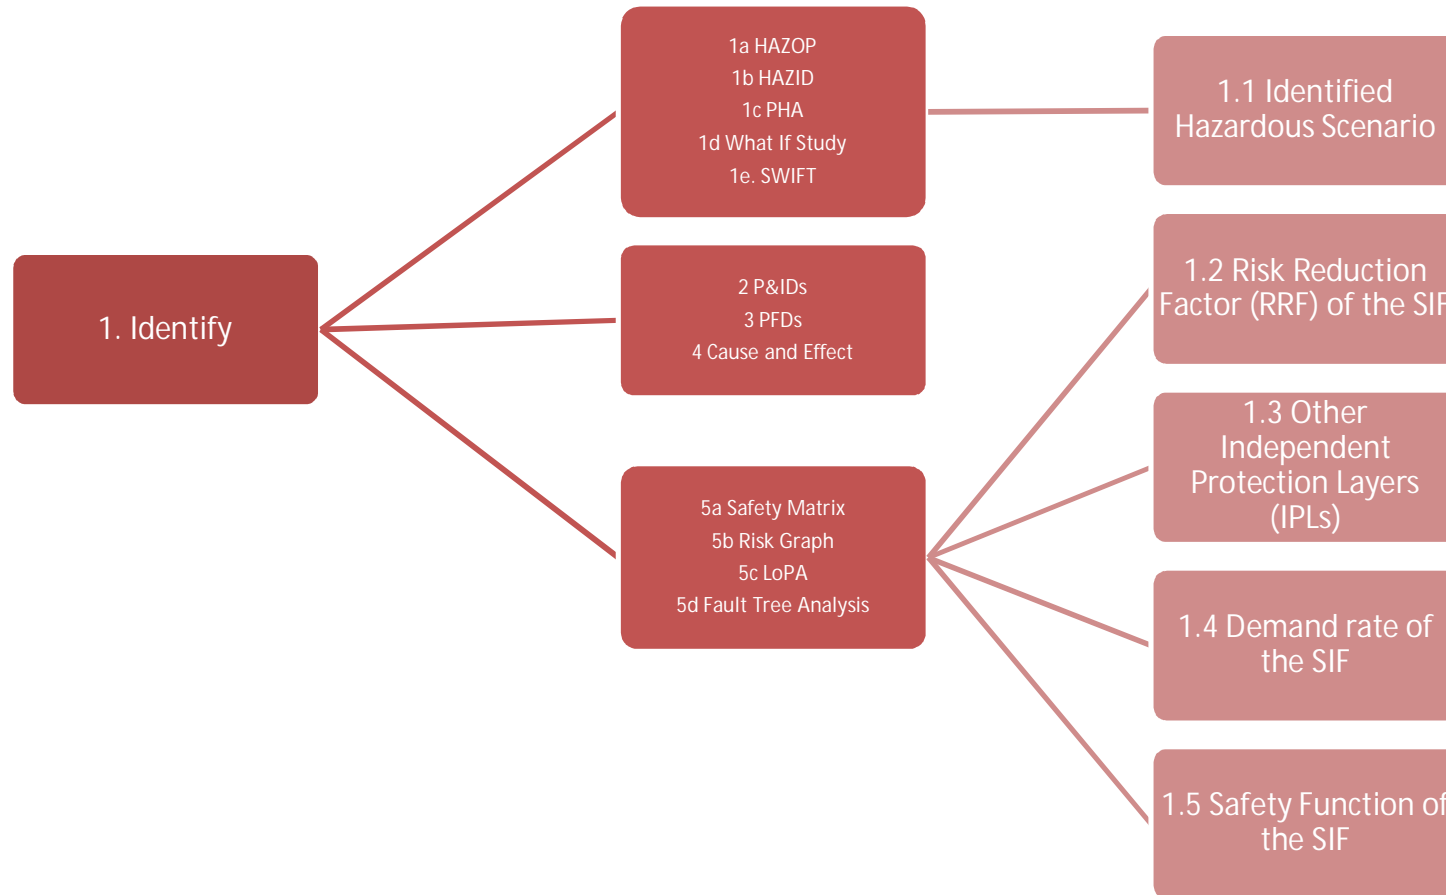 1. Identify
1a HAZOP
1b HAZID
1c PHA
1d What If Study
1e. SWIFT
2 P&IDs
3 PFDs
4 Cause and Effect
5a Safety Matrix
5b Risk Graph
5c LoPA
5d Fault Tree Analysis
1.1 Identified
Hazardous Scenario
1.2 Risk Reduction
Factor (RRF) of the SIF
1.3 Other
Independent
Protection Layers
(IPLs)
1.4 Demand rate of
the SIF
1.5 Safety Function of
the SIF